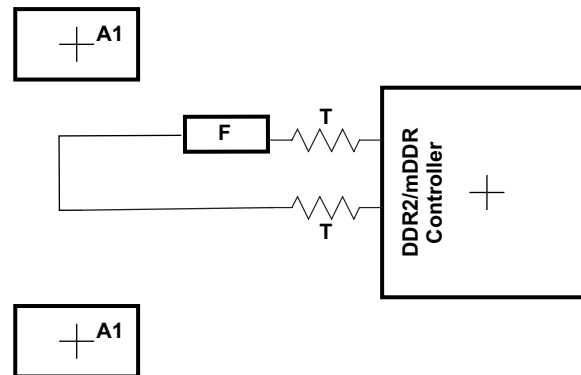 A1
T
F
DDR2/mDDR
Controller
T
A1